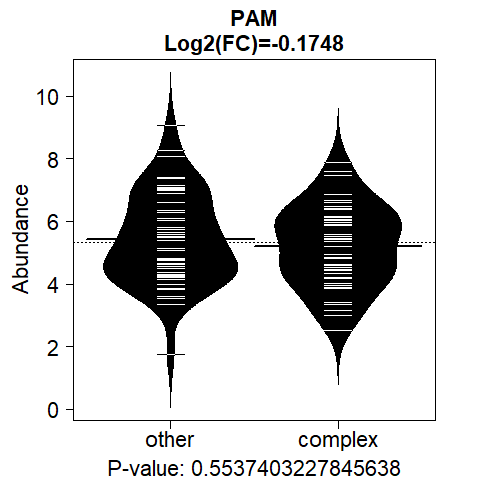 PAM
Log2(FC)=-0.1748
Abundance
10
8
6
4
2
0
other complex
P-value: 0.5537403227845638